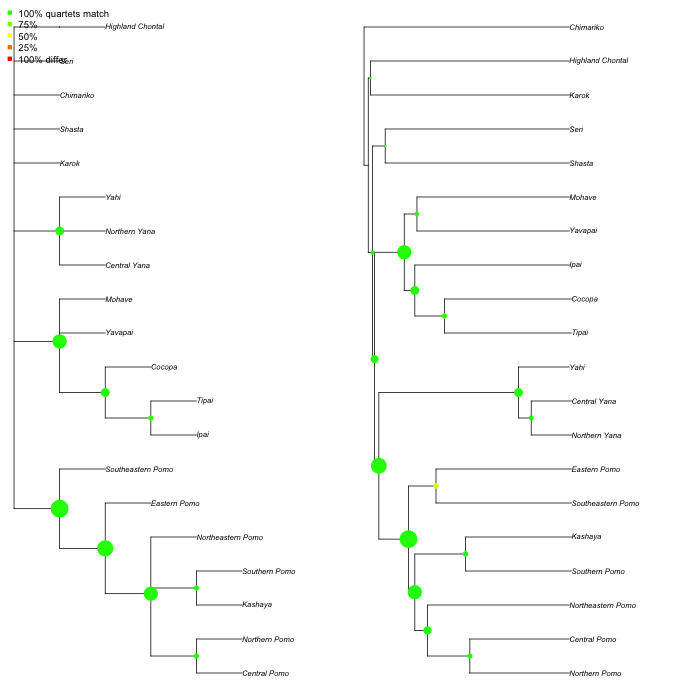 100% quartets match
75%
50%
25%
100% differ
Highland Chontal
Seri
Chimariko
Shasta
Karok
Yahi
Northern Yana
Central Yana
Mohave
Yavapai
Cocopa
Tipai
Ipai
Southeastern Pomo
Eastern Pomo
Northeastern Pomo
Southern Pomo
Kashaya
Northern Pomo
Central Pomo
Chimariko
Highland Chontal
Karok
Seri
Shasta
Mohave
Yavapai
Ipai
Cocopa
Tipai
Yahi
Central Yana
Northern Yana
Eastern Pomo
Southeastern Pomo
Kashaya
Southern Pomo
Northeastern Pomo
Central Pomo
Northern Pomo